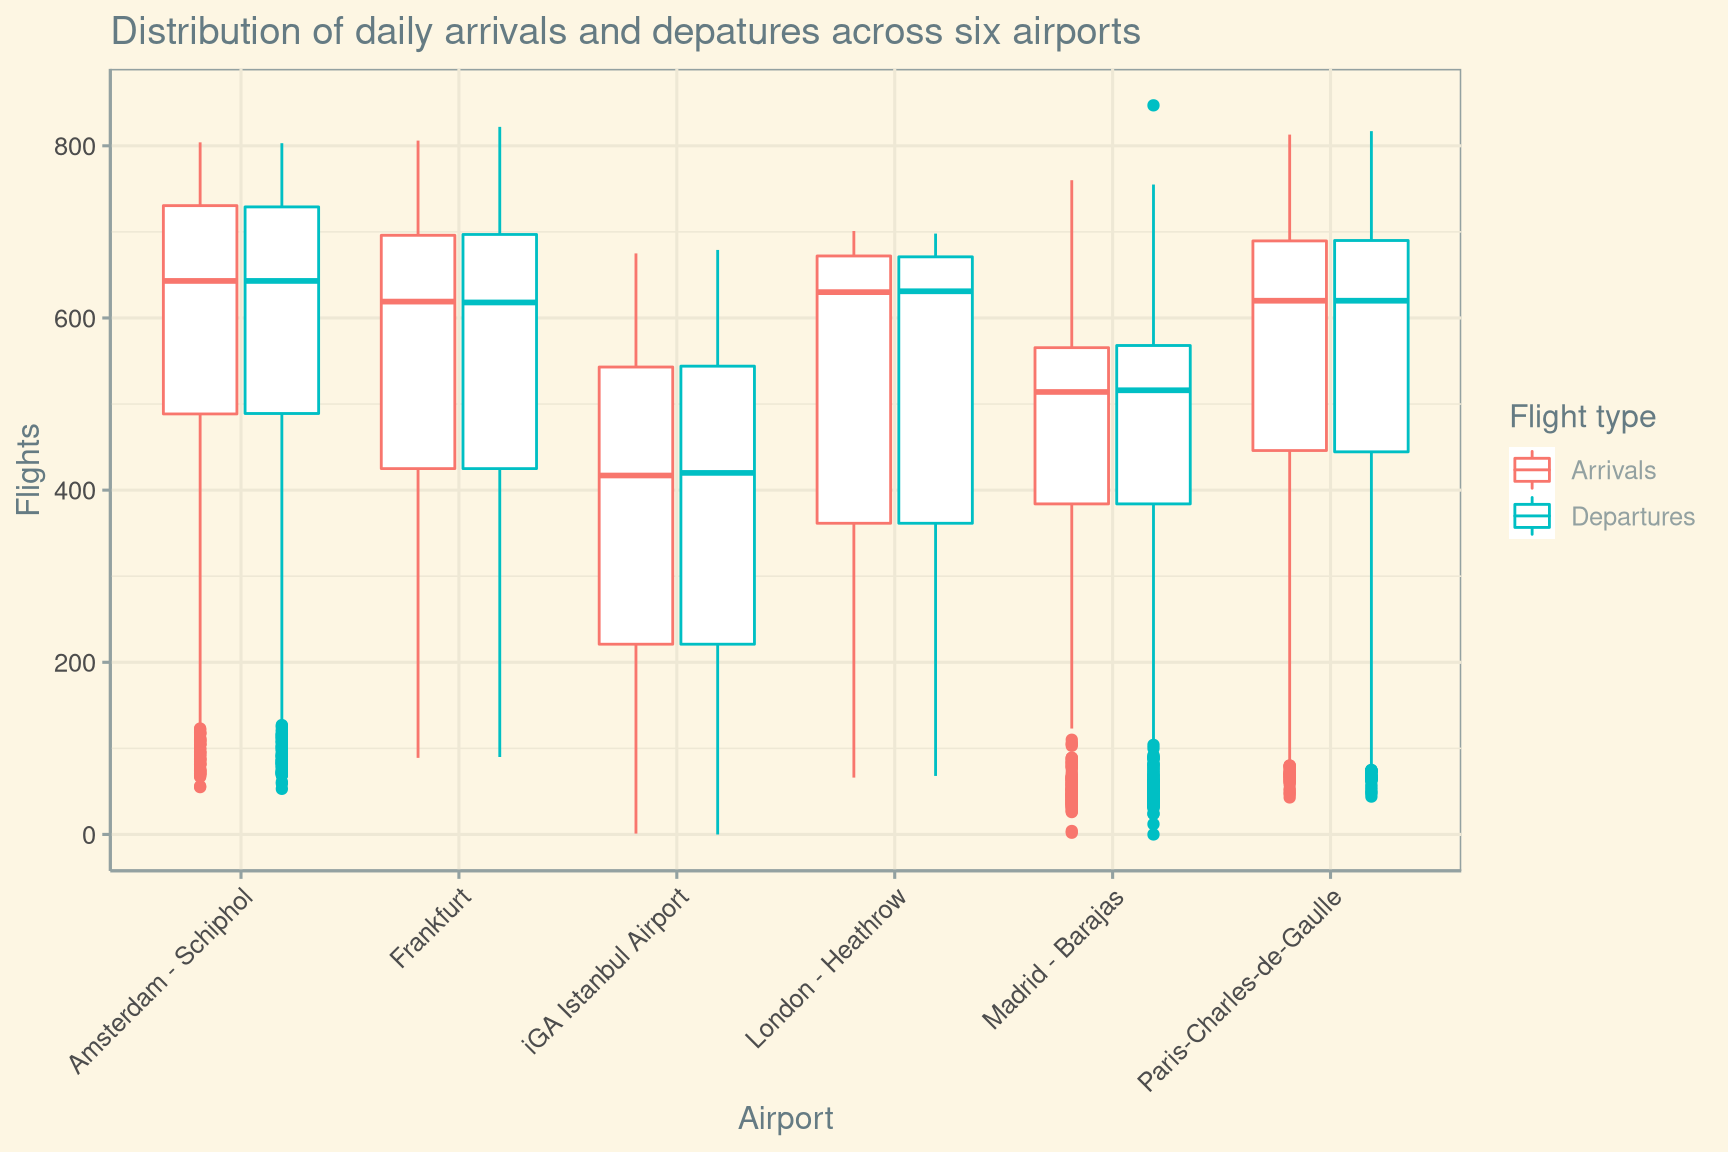 Distribution of daily arrivals and depatures across six airports
Flights
800
600
400
200
0
Amsterdam - Schiphol
Frankfurt
iGA Istanbul Airport
London - Heathrow
Madrid - Barajas
Paris-Charles-de-Gaulle
Airport
Flight type
Arrivals
Departures